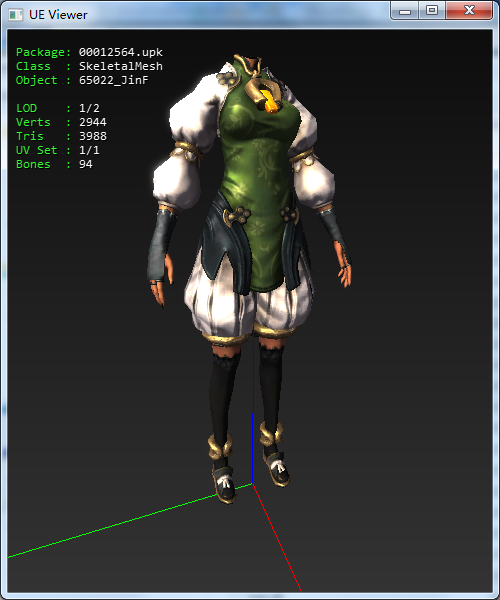 UE Viewer
Package: 00012564.upk
Class  : SkeletalMesh
Object : 65022_JinF
LOD    : 1/2
Verts  : 2944
Tris   : 3988
UV Set : 1/1
Bones  : 94